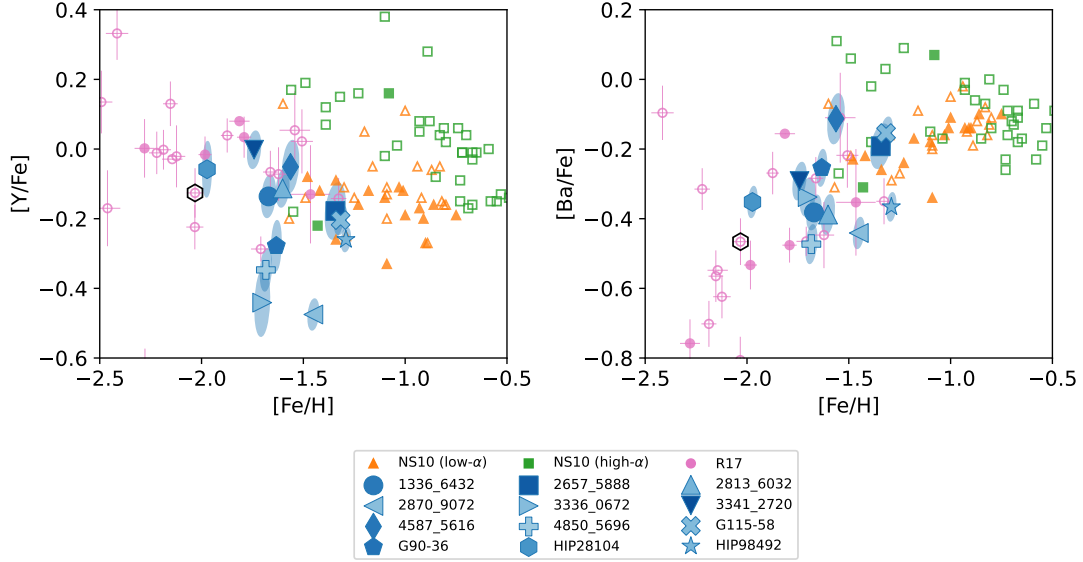 0.4
0.2
0.0
−0.2
−0.4
−0.6
[Y/Fe]
−2.5
−2.0
−1.5
−1.0
−0.5
[Fe/H]
0.2
0.0
−0.2
−0.4
−0.6
−0.8
[Ba/Fe]
−2.5
−2.0
−1.5
−1.0
−0.5
[Fe/H]
NS10 (low-α) NS10 (high-α) R17
1336_6432 2657_5888 2813_6032
2870_9072 3336_0672 3341_2720
4587_5616 4850_5696 G115-58
G90-36 HIP28104 HIP98492